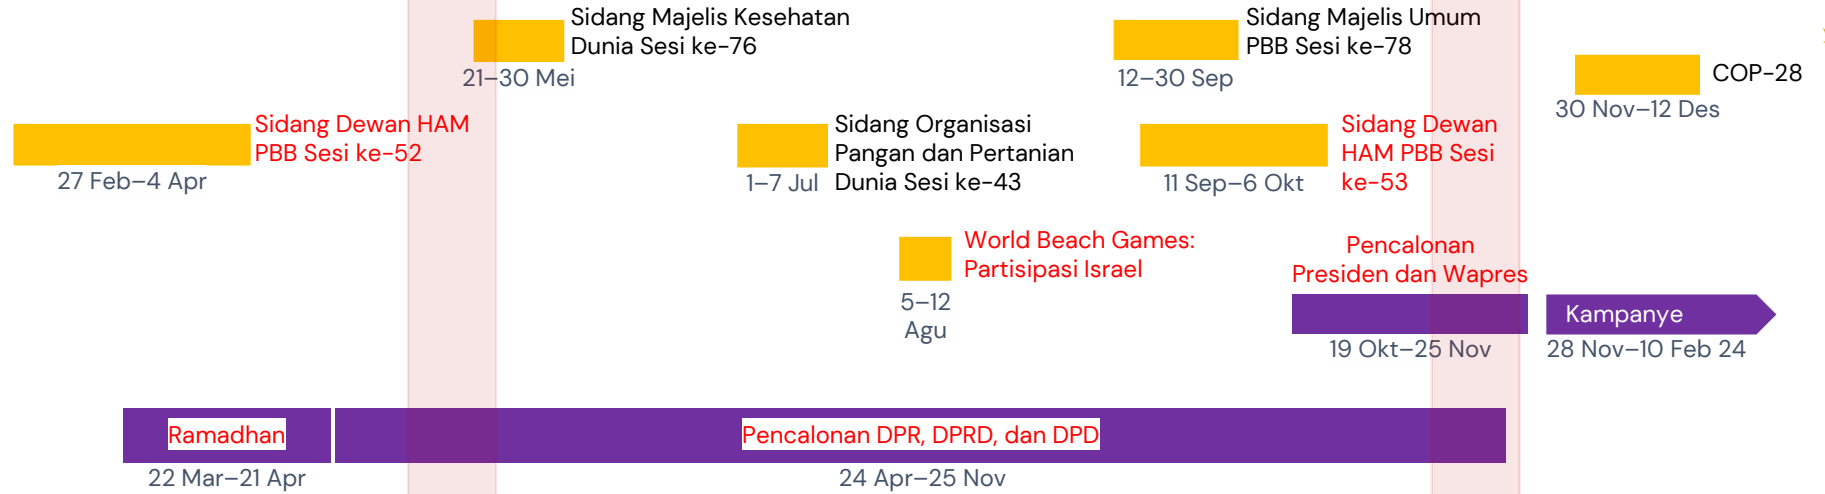 Sidang Majelis Kesehatan
Dunia Sesi ke-76
21–30 Mei
Sidang Majelis Umum
PBB Sesi ke-78
12–30 Sep
COP-28
30 Nov–12 Des
Sidang Dewan HAM
PBB Sesi ke-52
27 Feb–4 Apr
Sidang Organisasi
Pangan dan Pertanian
Dunia Sesi ke-43
1–7 Jul
Sidang Dewan
HAM PBB Sesi
ke-53
11 Sep–6 Okt
World Beach Games:
Partisipasi Israel
5–12
Agu
Pencalonan
Presiden dan Wapres
19 Okt–25 Nov
Kampanye
28 Nov–10 Feb 24
Ramadhan
22 Mar–21 Apr
Pencalonan DPR, DPRD, dan DPD
24 Apr–25 Nov